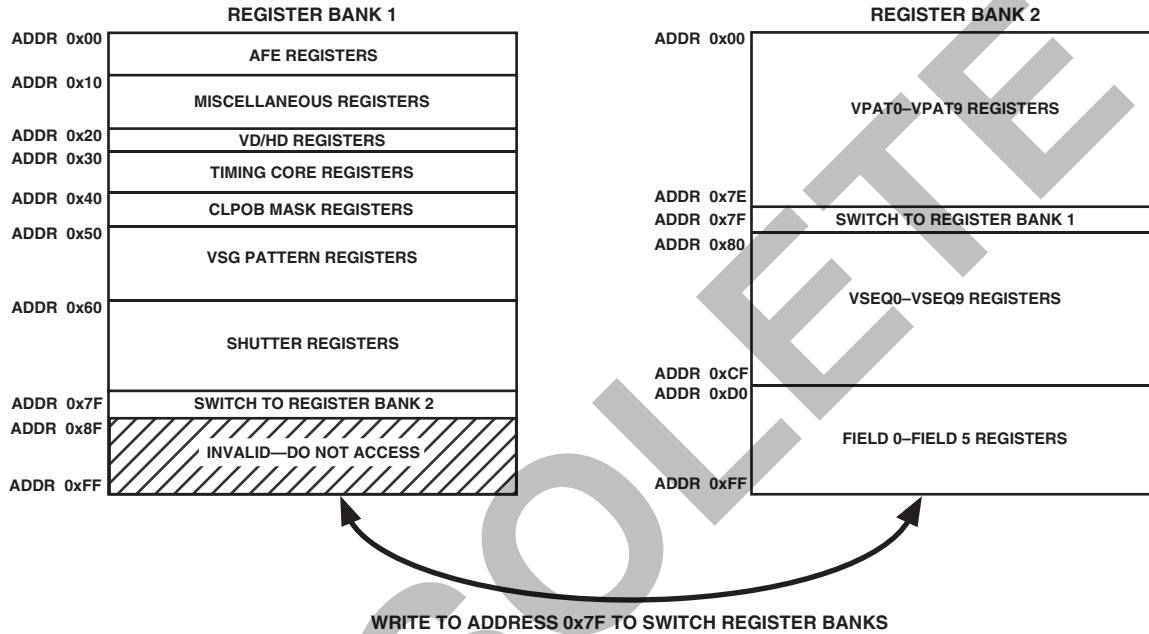 REGISTER BANK 1
ADDR 0x00
AFE REGISTERS
ADDR 0x10
MISCELLANEOUS REGISTERS
ADDR 0x20
VD/HD REGISTERS
ADDR 0x30
TIMING CORE REGISTERS
ADDR 0x40
CLPOB MASK REGISTERS
ADDR 0x50
VSG PATTERN REGISTERS
ADDR 0x60
SHUTTER REGISTERS
ADDR 0x7F
SWITCH TO REGISTER BANK 2
ADDR 0x8F
INVALID—DO NOT ACCESS
ADDR 0xFF
REGISTER BANK 2
ADDR 0x00
VPAT0–VPAT9 REGISTERS
ADDR 0x7E
ADDR 0x7F
SWITCH TO REGISTER BANK 1
ADDR 0x80
VSEQ0–VSEQ9 REGISTERS
ADDR 0xCF
ADDR 0xD0
FIELD 0–FIELD 5 REGISTERS
ADDR 0xFF
WRITE TO ADDRESS 0x7F TO SWITCH REGISTER BANKS
SOLETE